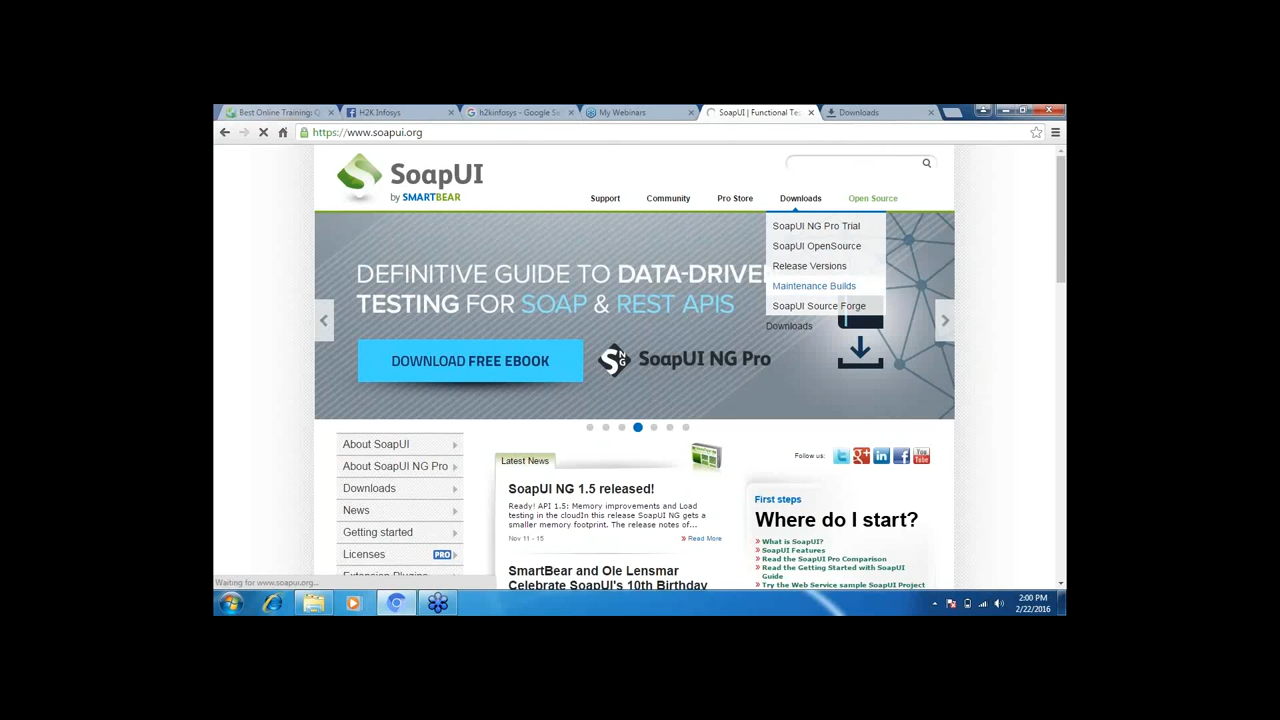 Best Online Training: Q
H2K Infosys
h2kinfosys - Google Se
My Webinars
SoapUI | Functional Te
Downloads
https://www.soapui.org
SoapUI
by SMARTBEAR
Support
Community
Pro Store
Downloads
Open Source
SoapUI NG Pro Trial
SoapUI OpenSource
Release Versions
Maintenance Builds
SoapUI Source Forge
Downloads
DEFINITIVE GUIDE TO DATA-DRIVE
TESTING FOR SOAP & REST APIS
DOWNLOAD FREE EBOOK
S NG
SoapUI NG Pro
About SoapUI
About SoapUI NG Pro
Downloads
News
Getting started
Licenses
PRO
Extension Plugins
Latest News
SoapUI NG 1.5 released!
Ready! API 1.5: Memory improvements and Load
testing in the cloudIn this release SoapUI NG gets a
smaller memory footprint. The release notes of...
Nov 11 - 15
» Read More
SmartBear and Ole Lensmar
Celebrate SoapUI's 10th Birthday
Follow us:
You Tube
First steps
Where do I start?
» What is SoapUI?
» SoapUI Features
» Read the SoapUI Pro Comparison
» Read the Getting Started with SoapUI
Guide
» Try the Web Service sample SoapUI Project
Waiting for www.soapui.org...
2:00 PM
2/22/2016